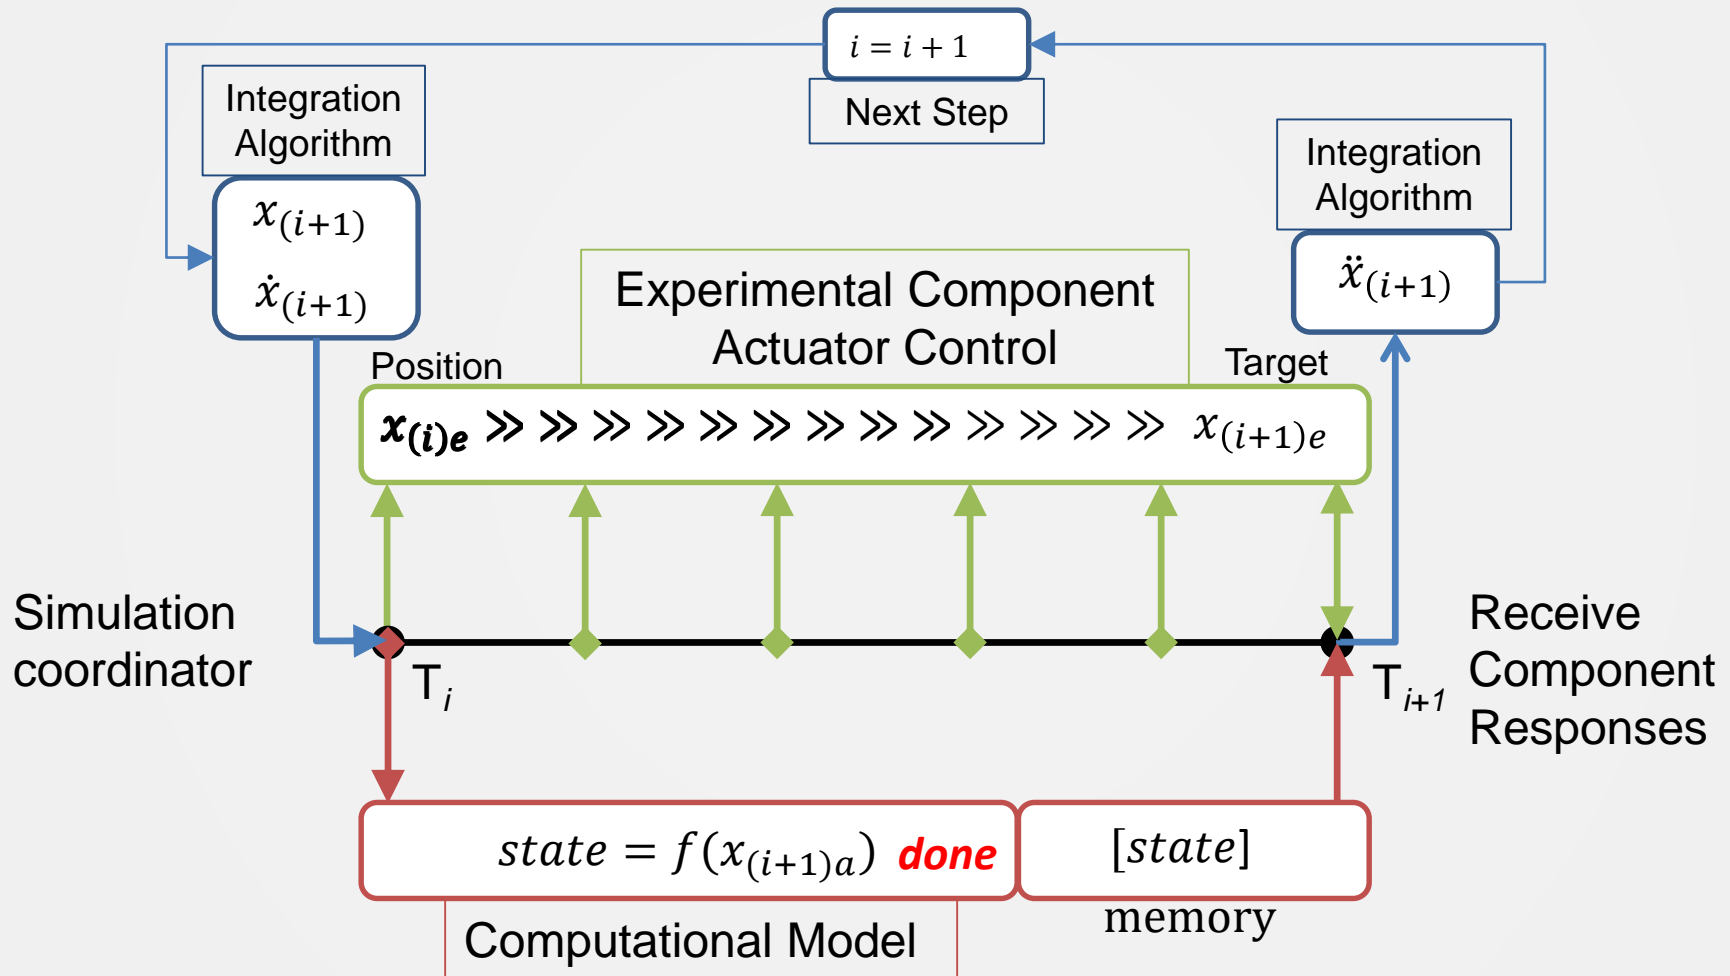 i = i + 1
Next Step
Integration
Algorithm
x₍ᵢ₊₁₎
ẋ₍ᵢ₊₁₎
Integration
Algorithm
ẍ₍ᵢ₊₁₎
Experimental Component
Actuator Control
Position
Target
x₍ᵢ₎ₑ ≫ ≫ ≫ ≫ ≫ ≫ ≫ ≫ ≫ ≫ ≫ ≫ ≫ x₍ᵢ₊₁₎ₑ
Simulation
coordinator
Tᵢ
Tᵢ₊₁
Receive
Component
Responses
state = f(x₍ᵢ₊₁₎ₐ) done
[state]
memory
Computational Model